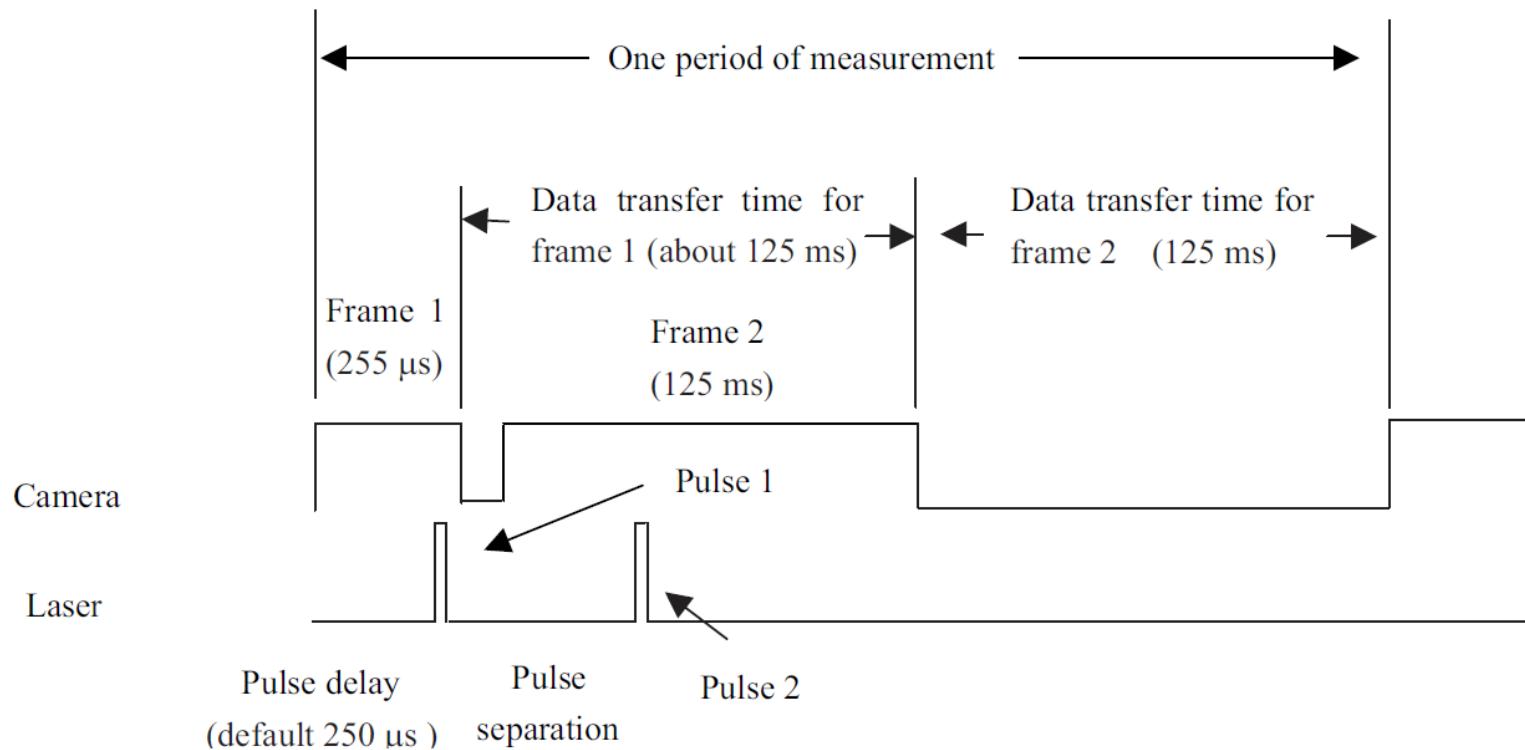 One period of measurement
Data transfer time for
frame 1 (about 125 ms)
Data transfer time for
frame 2 (125 ms)
Frame 1
(255 μs)
Frame 2
(125 ms)
Camera
Pulse 1
Laser
Pulse delay
(default 250 μs )
Pulse
separation
Pulse 2